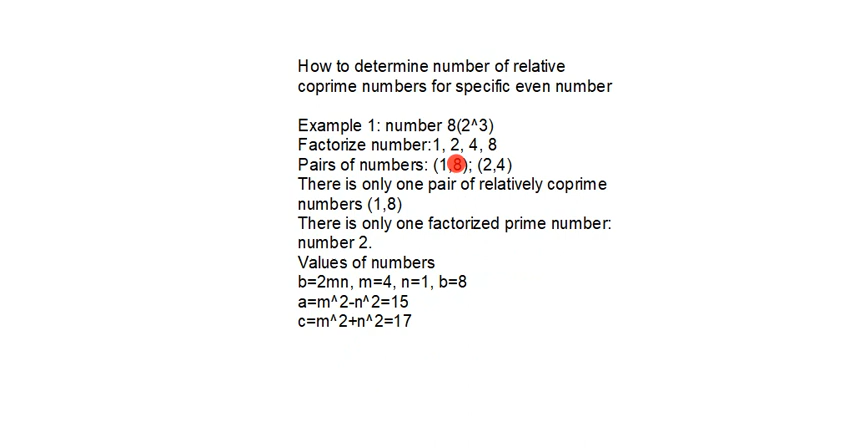 How to determine number of relative
coprime numbers for specific even number
Example 1: number 8(2^3)
Factorize number:1, 2, 4, 8
Pairs of numbers: (1,8); (2,4)
There is only one pair of relatively coprime
numbers (1,8)
There is only one factorized prime number:
number 2.
Values of numbers
b=2mn, m=4, n=1, b=8
a=m^2-n^2=15
c=m^2+n^2=17